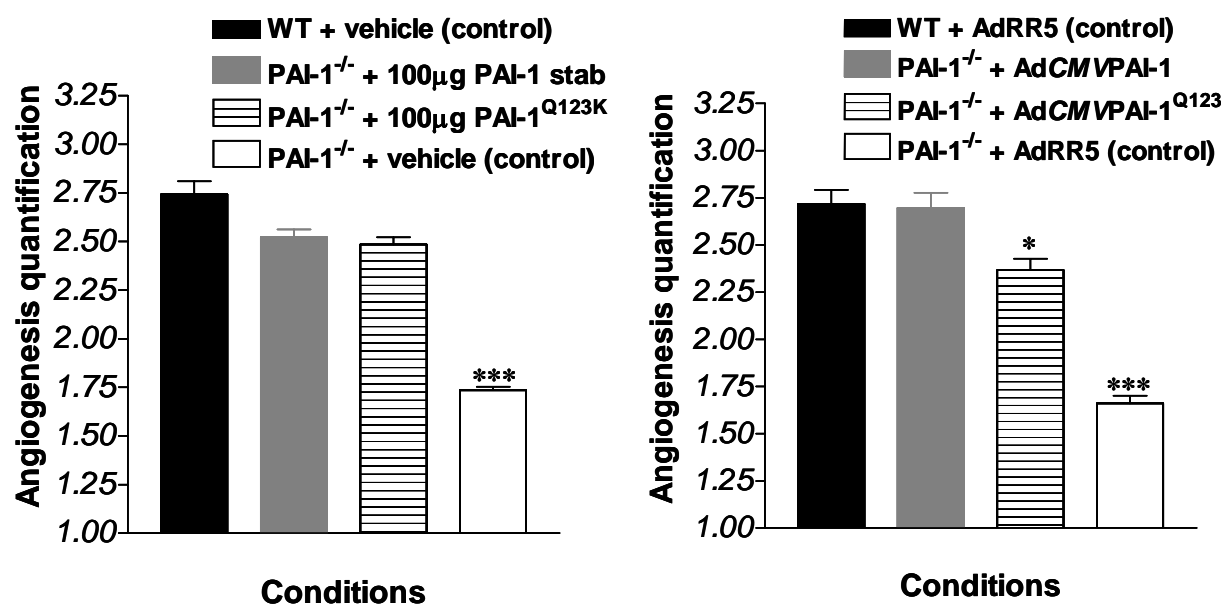 WT + vehicle (control)
PAI-1-/- + 100μg PAI-1 stab
PAI-1-/- + 100μg PAI-1Q123K
PAI-1-/- + vehicle (control)
Angiogenesis quantification
3.25
3.00
2.75
2.50
2.25
2.00
1.75
1.50
1.25
1.00
***
Conditions
WT + AdRR5 (control)
PAI-1-/- + AdCMVPAI-1
PAI-1-/- + AdCMVPAI-1Q123
PAI-1-/- + AdRR5 (control)
Angiogenesis quantification
3.25
3.00
2.75
2.50
2.25
2.00
1.75
1.50
1.25
1.00
*
***
Conditions